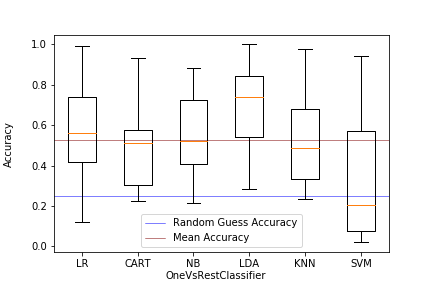 1.0
0.8
0.6
0.4
0.2
0.0
Accuracy
Random Guess Accuracy
Mean Accuracy
LR CART NB LDA KNN SVM
OneVsRestClassifier